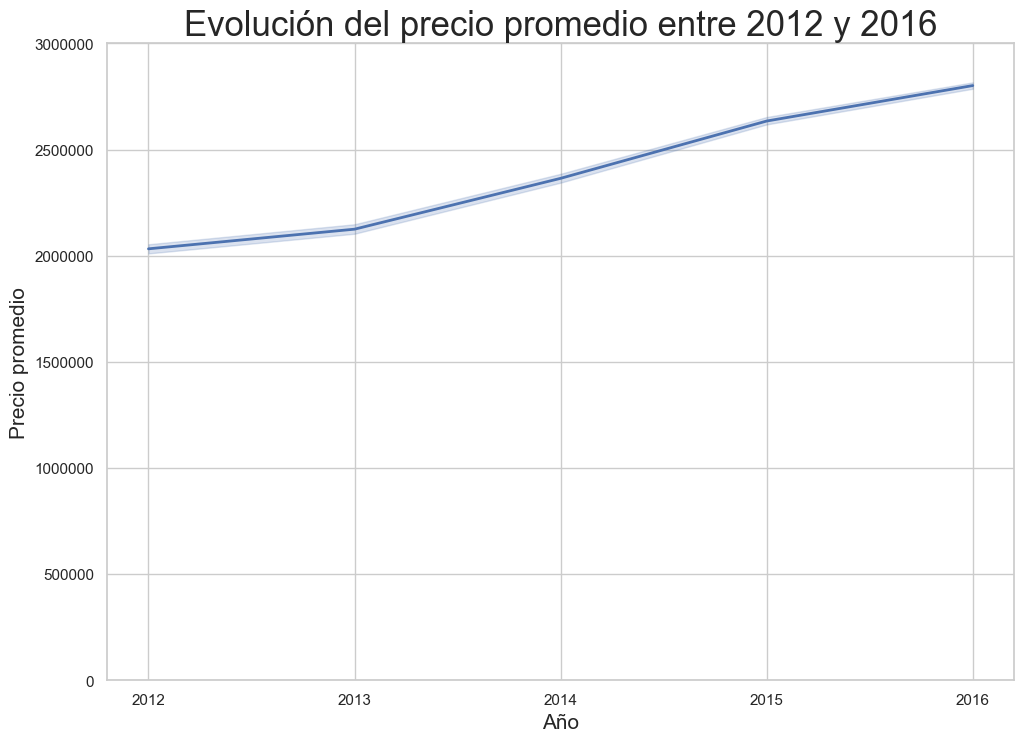 Evolución del precio promedio entre 2012 y 2016
3000000
2500000
2000000
1500000
1000000
500000
0
Precio promedio
2012 2013 2014 2015 2016
Año